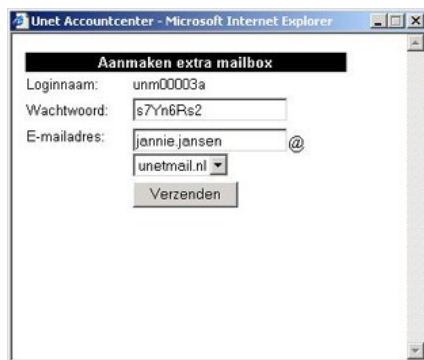 Unet Accountcenter - Microsoft Internet Explorer
Aanmaken extra mailbox
Loginnaam: unm00003a
Wachtwoord: s7Yn6Rs2
E-mailadres: jannie.jansen @
unetmail.nl
Verzenden